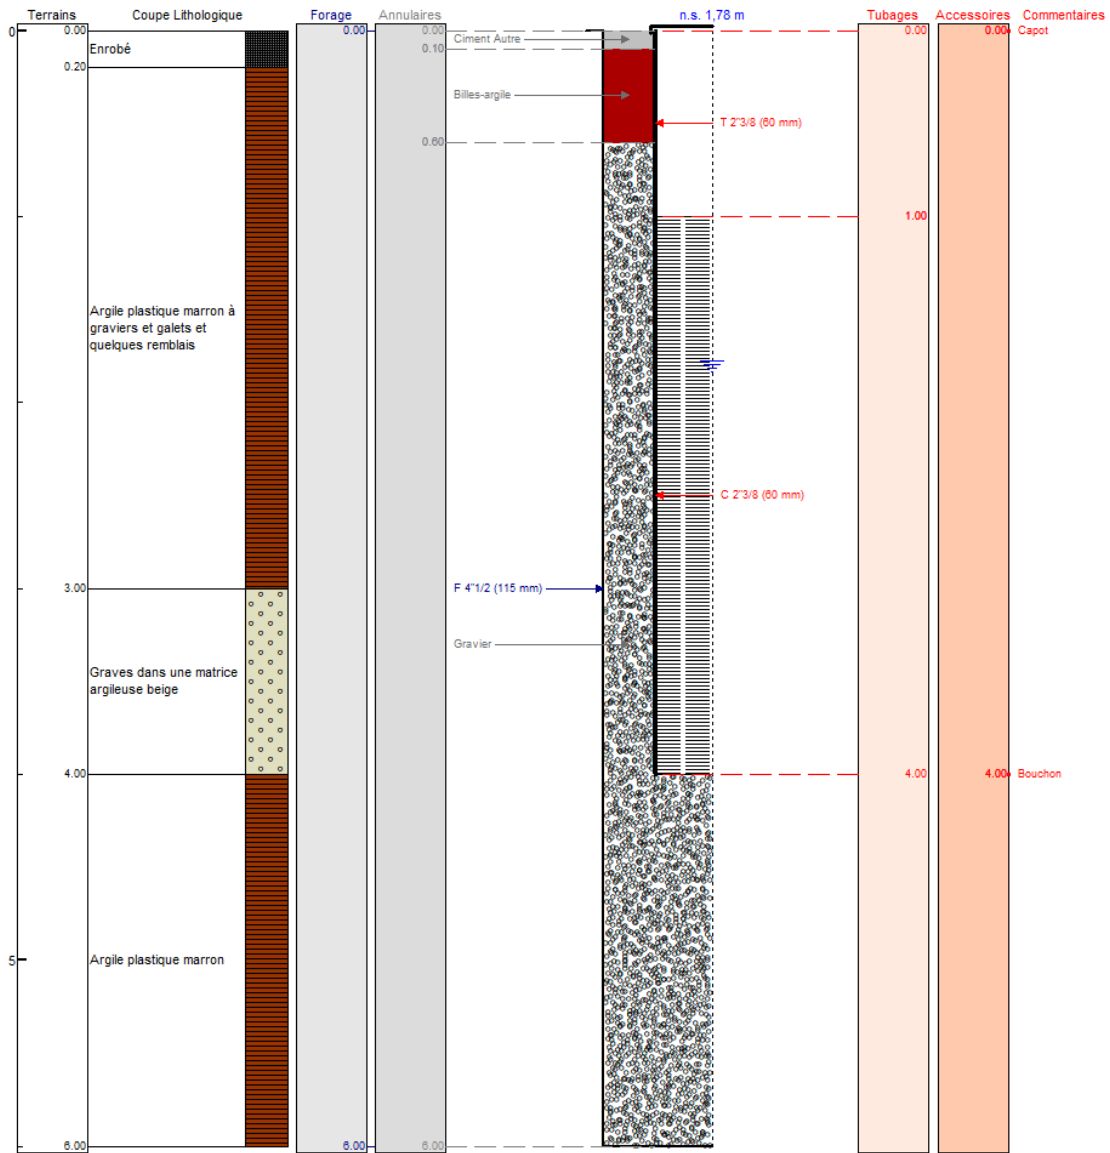 Terrains
Coupe Lithologique
Forage
Annulaires
n.s. 1,78 m
Tubages
Accessoires
Commentaires
0
0.00
0.00
0.00
0.00
0.00
Capot
Enrobé
Ciment Autre
0.10
0.20
Billes-argile
T 2"3/8 (60 mm)
0.60
1.00
Argile plastique marron à
graviers et galets et
quelques remblais
C 2"3/8 (60 mm)
3.00
F 4"1/2 (115 mm)
Gravier
Graves dans une matrice
argileuse beige
4.00
4.00
4.00
Bouchon
5
Argile plastique marron
6.00
6.00
6.00